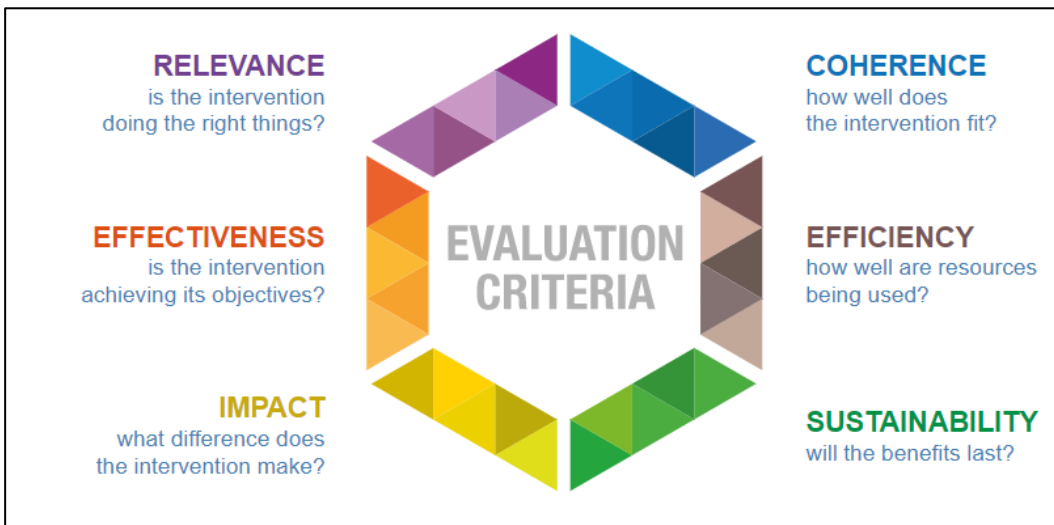 RELEVANCE
is the intervention
doing the right things?
COHERENCE
how well does
the intervention fit?
EFFECTIVENESS
is the intervention
achieving its objectives?
EVALUATION
CRITERIA
EFFICIENCY
how well are resources
being used?
IMPACT
what difference does
the intervention make?
SUSTAINABILITY
will the benefits last?